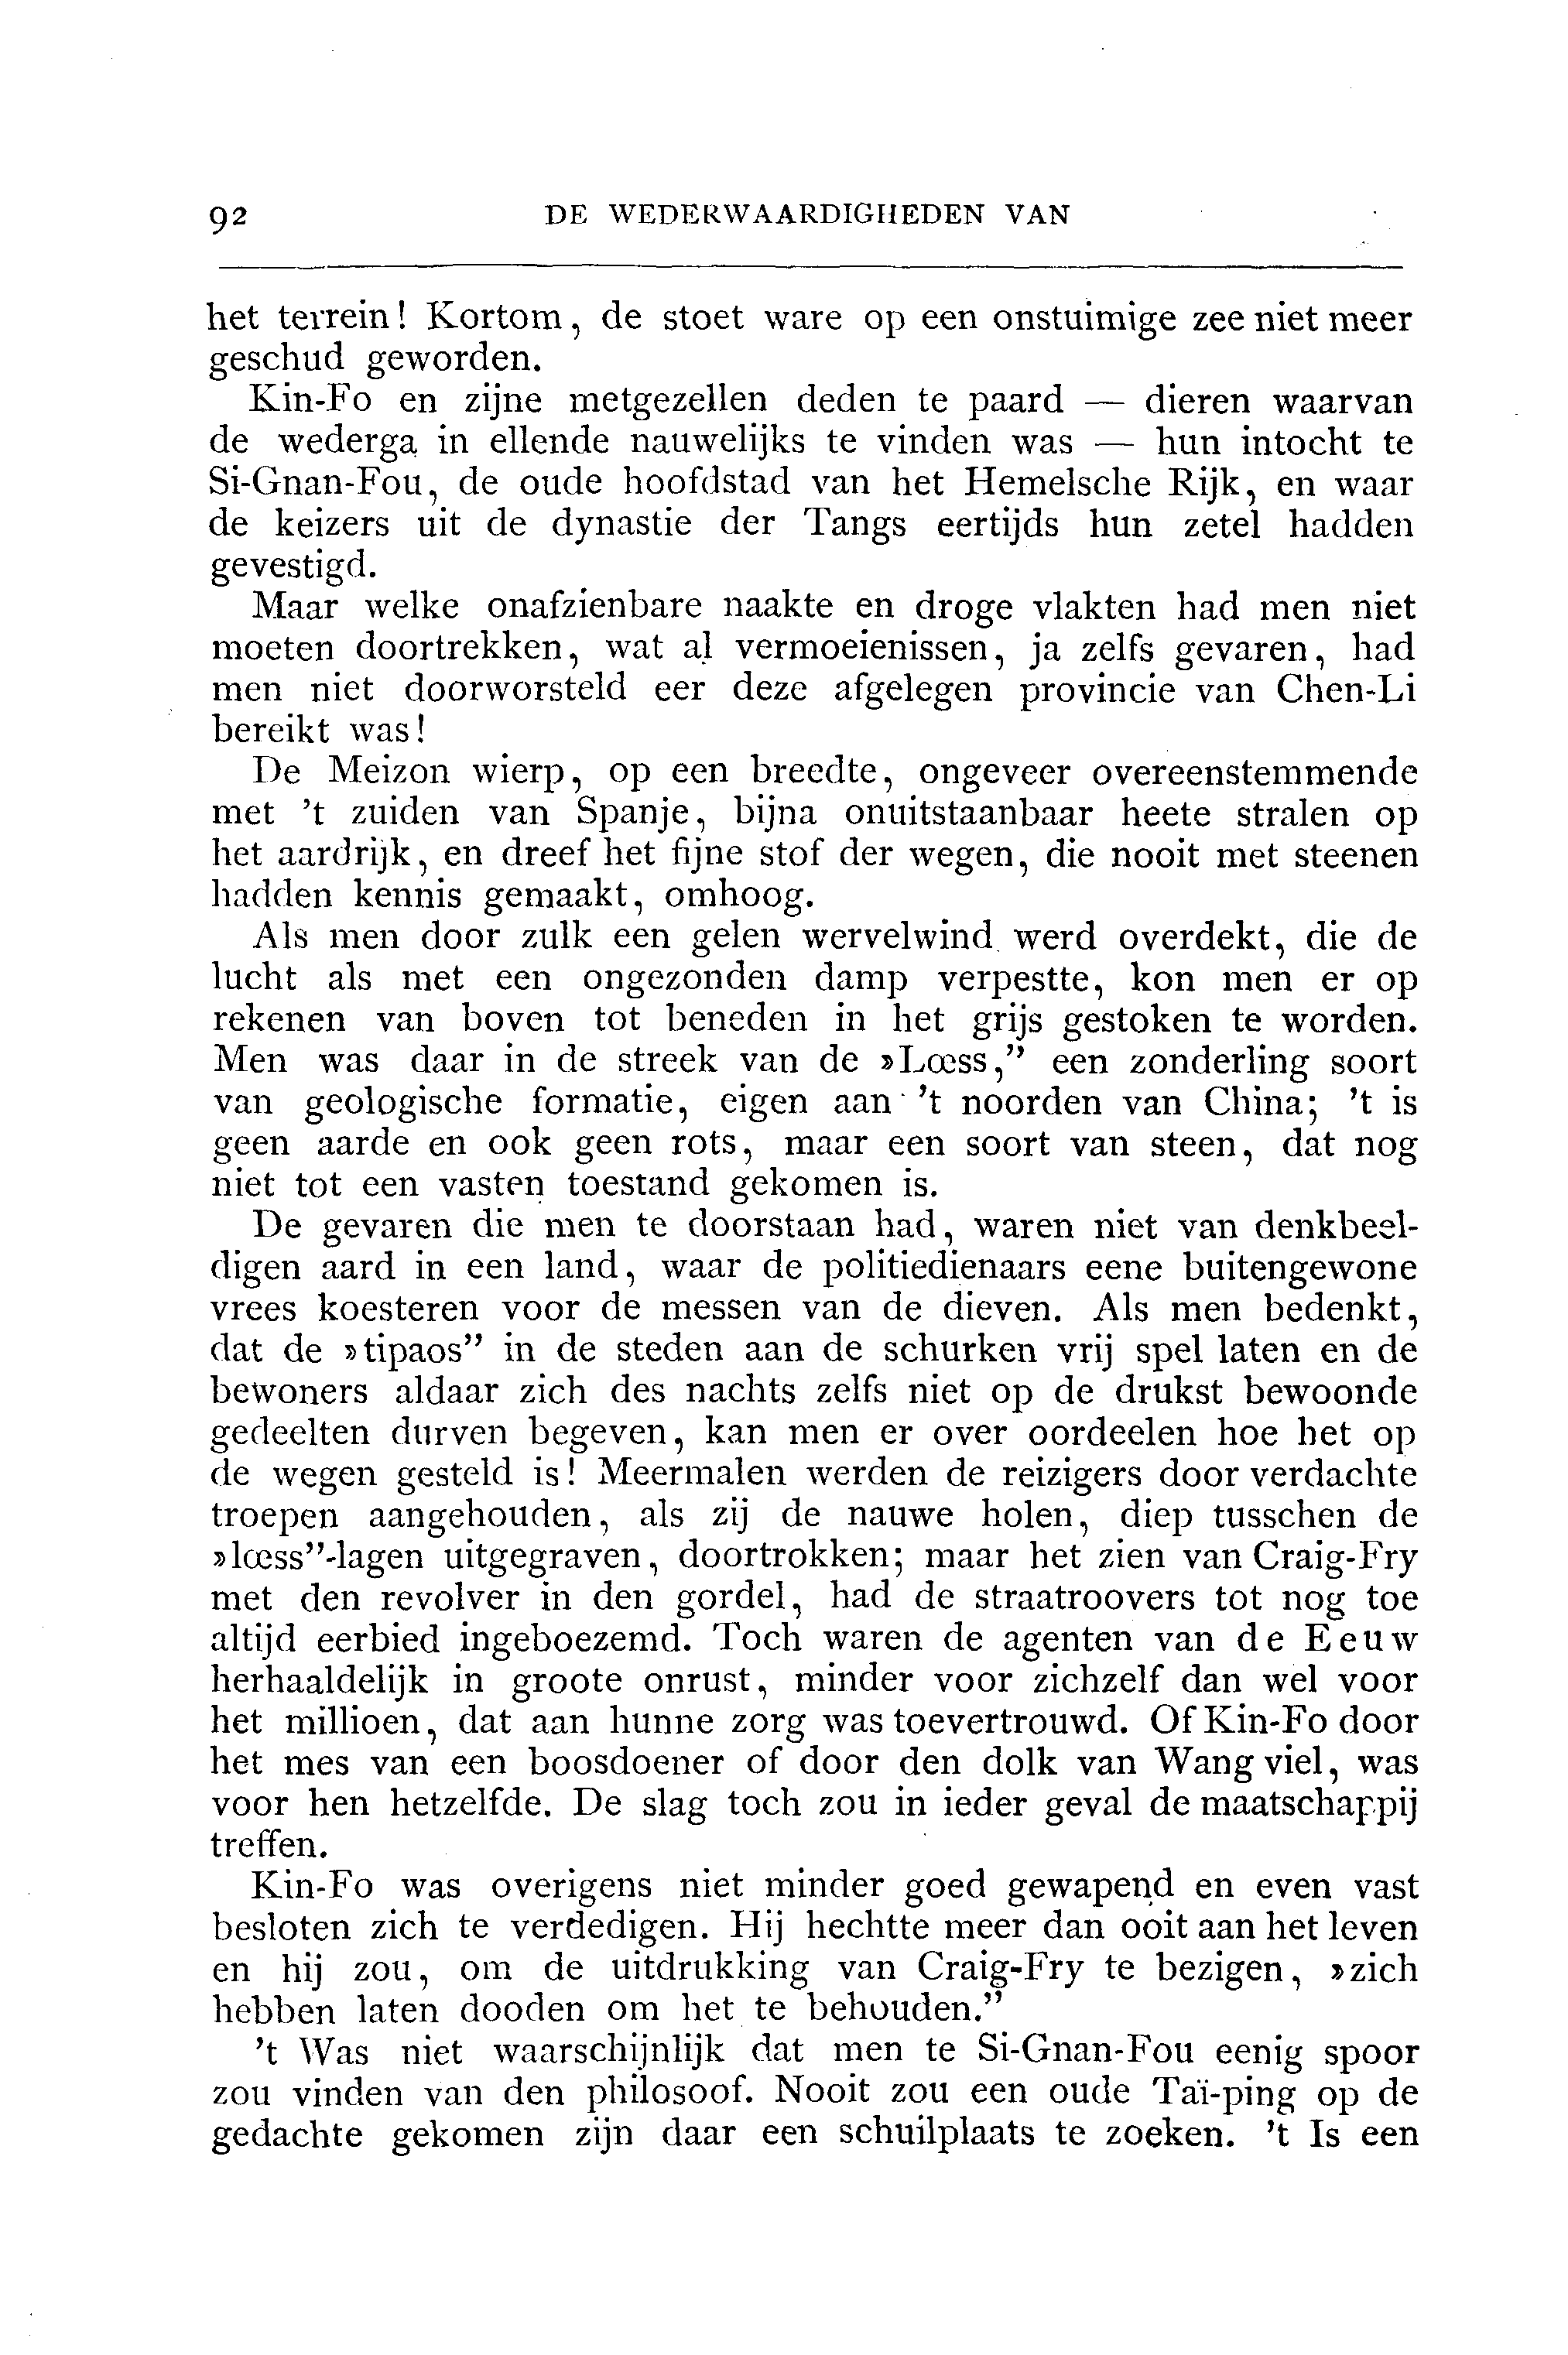 92 DE WEDERWAARDIGHEDEN VAN
het terrein! Kortom, de stoet ware op een onstuimige zee niet meer
geschud geworden.
Kin-Fo en zijne metgezellen deden te paard — dieren waarvan
de wederga in ellende nauwelijks te vinden was — hun intocht te
Si-Gnan-Fou, de oude hoofdstad van het Hemelsche Rijk, en waar
de keizers uit de dynastie der Tangs eertijds hun zetel hadden
gevestigd.
Maar welke onafzienbare naakte en droge vlakten had men niet
moeten doortrekken, wat al vermoeienissen, ja zelfs gevaren, had
men niet doorworsteld eer deze afgelegen provincie van Chen-Li
bereikt was!
De Meizon wierp, op een breedte, ongeveer overeenstemmende
met 't zuiden van Spanje, bijna onuitstaanbaar heete stralen op
het aardrijk, en dreef het fijne stof der wegen, die nooit met steenen
hadden kennis gemaakt, omhoog.
Als men door zulk een gelen wervelwind werd overdekt, die de
lucht als met een ongezonden damp verpestte, kon men er op
rekenen van boven tot beneden in het grijs gestoken te worden.
Men was daar in de streek van de »Lœss,” een zonderling soort
van geologische formatie, eigen aan 't noorden van China; 't is
geen aarde en ook geen rots, maar een soort van steen, dat nog
niet tot een vasten toestand gekomen is.
De gevaren die men te doorstaan had, waren niet van denkbeel-
digen aard in een land, waar de politiedienaars eene buitengewone
vrees koesteren voor de messen van de dieven. Als men bedenkt,
dat de »tipaos” in de steden aan de schurken vrij spel laten en de
bewoners aldaar zich des nachts zelfs niet op de drukst bewoonde
gedeelten durven begeven, kan men er over oordeelen hoe het op
de wegen gesteld is! Meermalen werden de reizigers door verdachte
troepen aangehouden, als zij de nauwe holen, diep tusschen de
»lœss”-lagen uitgegraven, doortrokken; maar het zien van Craig-Fry
met den revolver in den gordel, had de straatroovers tot nog toe
altijd eerbied ingeboezemd. Toch waren de agenten van de Eeuw
herhaaldelijk in groote onrust, minder voor zichzelf dan wel voor
het millioen, dat aan hunne zorg was toevertrouwd. Of Kin-Fo door
het mes van een boosdoener of door den dolk van Wang viel, was
voor hen hetzelfde. De slag toch zou in ieder geval de maatschappij
treffen.
Kin-Fo was overigens niet minder goed gewapend en even vast
besloten zich te verdedigen. Hij hechtte meer dan ooit aan het leven
en hij zou, om de uitdrukking van Craig-Fry te bezigen, »zich
hebben laten dooden om het te behouden.”
't Was niet waarschijnlijk dat men te Si-Gnan-Fou eenig spoor
zou vinden van den philosoof. Nooit zou een oude Taï-ping op de
gedachte gekomen zijn daar een schuilplaats te zoeken. 't Is een